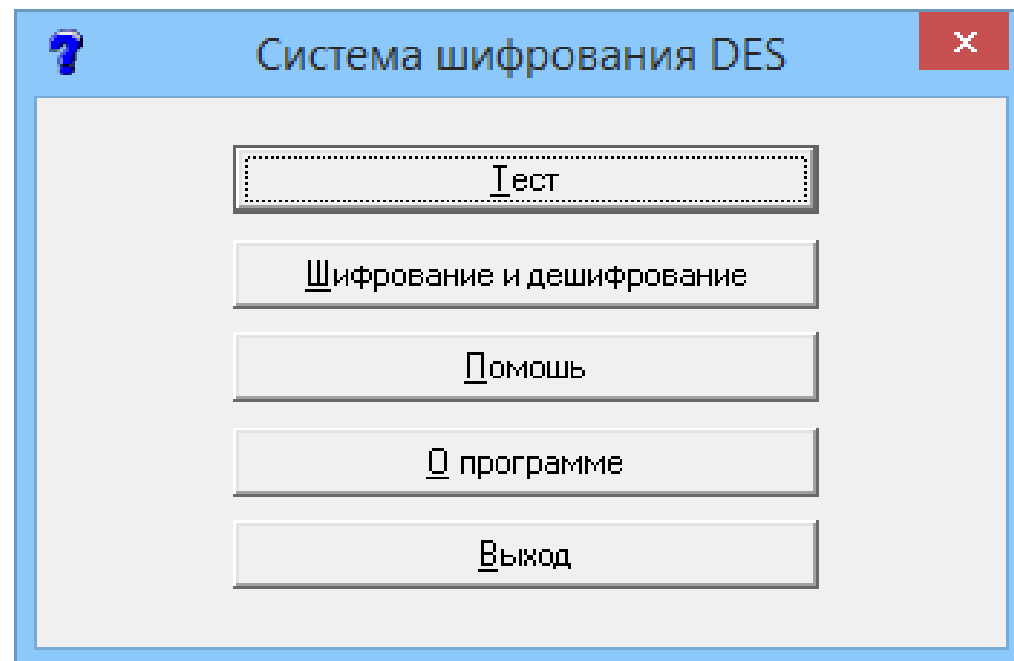 Система шифрования DES
Тест
Шифрование и дешифрование
Помошь
О программе
Выход